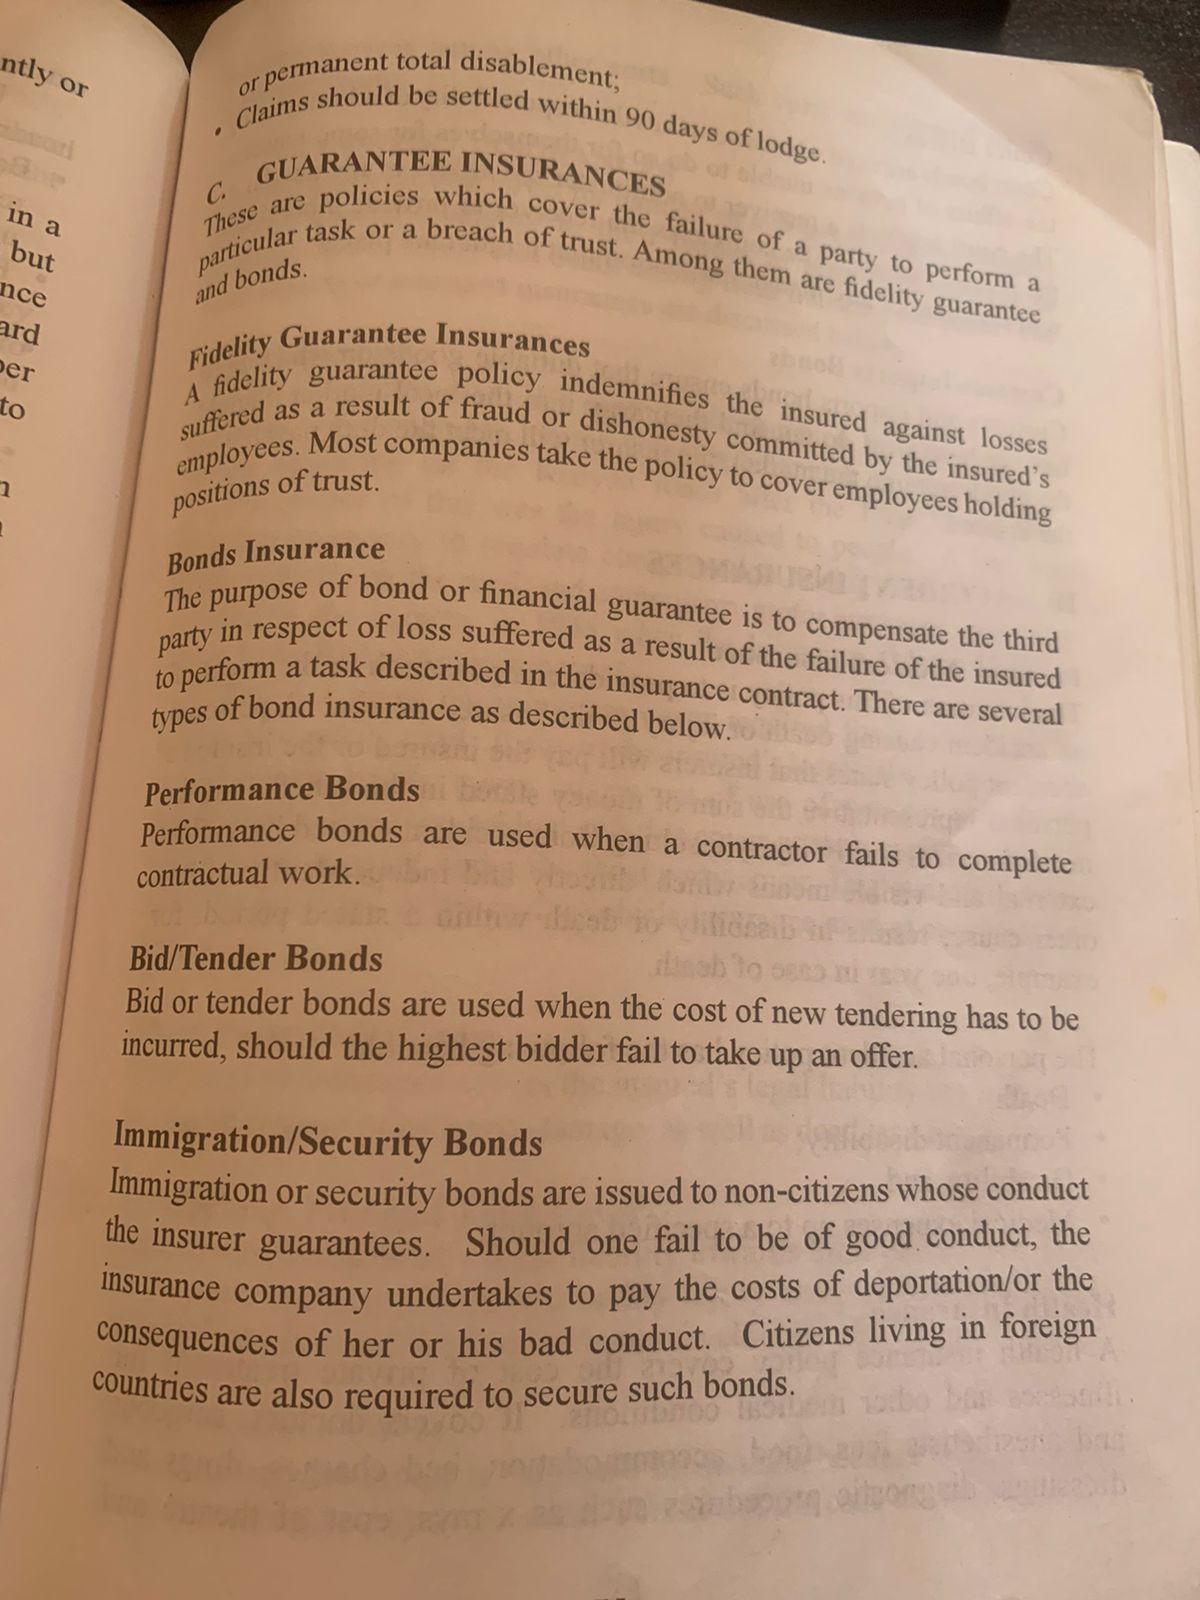 ntly or
in a
but
nce
ard
per
to
or permanent total disablement;
• Claims should be settled within 90 days of lodge.
C. GUARANTEE INSURANCES
These are policies which cover the failure of a party to perform a
particular task or a breach of trust. Among them are fidelity guarantee
and bonds.
Fidelity Guarantee Insurances
A fidelity guarantee policy indemnifies the insured against losses
suffered as a result of fraud or dishonesty committed by the insured's
employees. Most companies take the policy to cover employees holding
positions of trust.
Bonds Insurance
The purpose of bond or financial guarantee is to compensate the third
party in respect of loss suffered as a result of the failure of the insured
to perform a task described in the insurance contract. There are several
types of bond insurance as described below.
Performance Bonds
Performance bonds are used when a contractor fails to complete
contractual work.
Bid/Tender Bonds
Bid or tender bonds are used when the cost of new tendering has to be
incurred, should the highest bidder fail to take up an offer.
Immigration/Security Bonds
Immigration or security bonds are issued to non-citizens whose conduct
the insurer guarantees. Should one fail to be of good conduct, the
insurance company undertakes to pay the costs of deportation/or the
consequences of her or his bad conduct. Citizens living in foreign
countries are also required to secure such bonds.